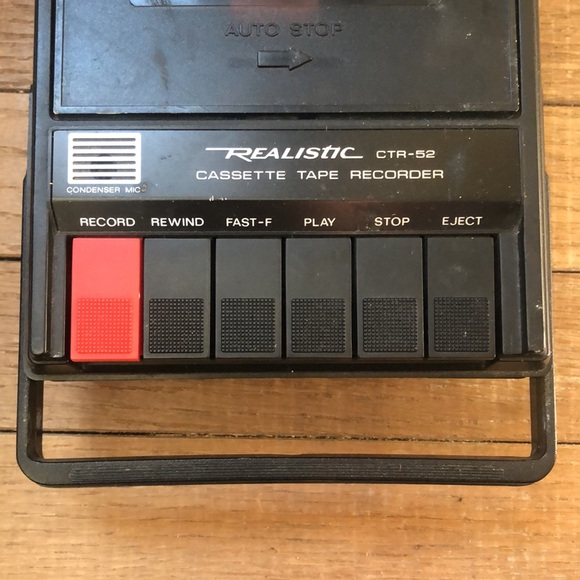 AUTO STOP
REALISTIC CTR-52
CASSETTE TAPE RECORDER
CONDENSER MIC
RECORD REWIND FAST-F PLAY STOP EJECT